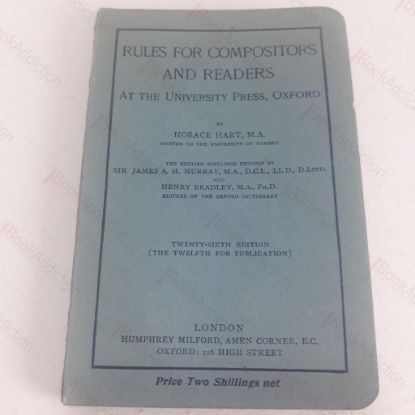 RULES FOR COMPOSITORS
AND READERS
AT THE UNIVERSITY PRESS, OXFORD
BY
HORACE HART, M.A.
PRINTER TO THE UNIVERSITY OF OXFORD
THE ENGLISH SPELLINGS REVISED BY
SIR JAMES A. H. MURRAY, M.A., D.C.L., LL.D., D.LITT.
AND
HENRY BRADLEY, M.A., PH.D.
EDITORS OF THE OXFORD DICTIONARY
TWENTY-SIXTH EDITION
(THE TWELFTH FOR PUBLICATION)
LONDON
HUMPHREY MILFORD, AMEN CORNER, E.C.
OXFORD: 116 HIGH STREET
Price Two Shillings net
BookAddiction